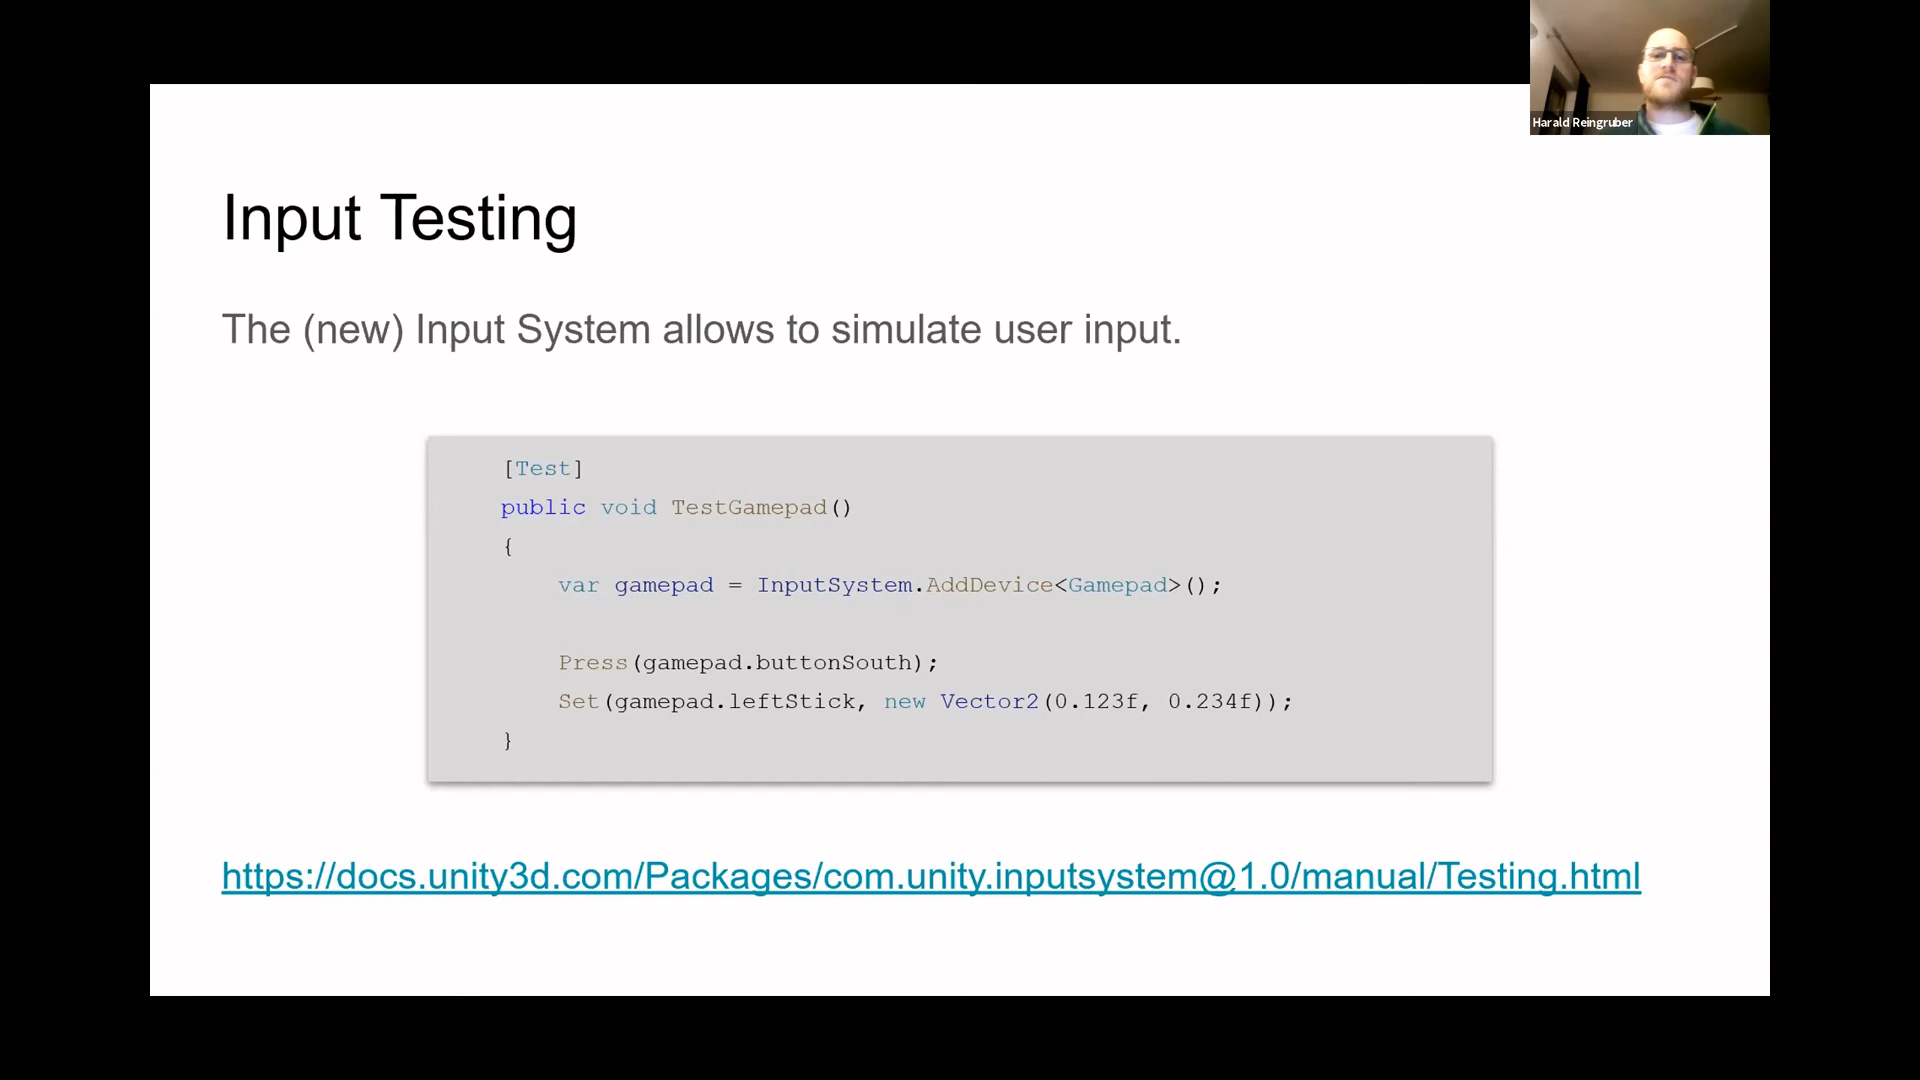 Harald Reingruber
Input Testing
The (new) Input System allows to simulate user input.
[Test]
public void TestGamepad()
{
var gamepad = InputSystem.AddDevice<Gamepad>();
Press(gamepad.buttonSouth);
Set(gamepad.leftStick, new Vector2(0.123f, 0.234f));
}
https://docs.unity3d.com/Packages/com.unity.inputsystem@1.0/manual/Testing.html